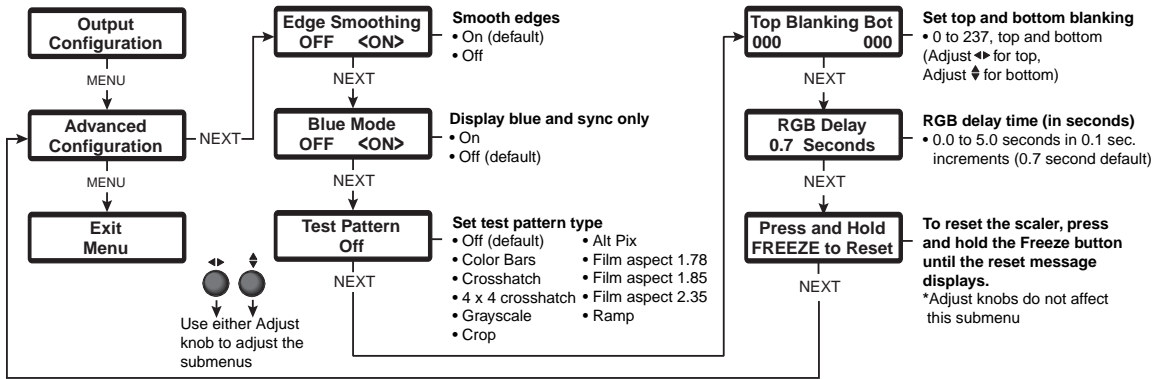 Output
Configuration
MENU
Advanced
Configuration
NEXT
MENU
Exit
Menu
Use either Adjust
knob to adjust the
submenus
Edge Smoothing
OFF <ON>
Smooth edges
• On (default)
• Off
NEXT
Blue Mode
OFF <ON>
Display blue and sync only
• On
• Off (default)
NEXT
Test Pattern
Off
Set test pattern type
• Off (default)
• Color Bars
• Crosshatch
• 4 x 4 crosshatch
• Grayscale
• Crop
• Alt Pix
• Film aspect 1.78
• Film aspect 1.85
• Film aspect 2.35
• Ramp
NEXT
Top Blanking Bot
000 000
Set top and bottom blanking
• 0 to 237, top and bottom
(Adjust ◂▸ for top,
Adjust ▴▾ for bottom)
NEXT
RGB Delay
0.7 Seconds
RGB delay time (in seconds)
• 0.0 to 5.0 seconds in 0.1 sec.
increments (0.7 second default)
NEXT
Press and Hold
FREEZE to Reset
To reset the scaler, press
and hold the Freeze button
until the reset message
displays.
*Adjust knobs do not affect
this submenu
NEXT